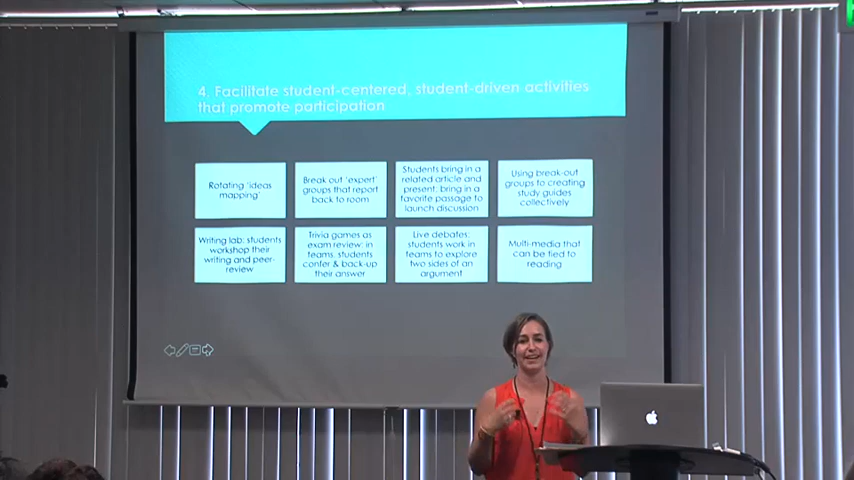 4. Facilitate student-centered, student-driven activities
that promote participation
Rotating 'ideas
mapping'
Break out 'expert'
groups that report
back to room
Students bring in a
related article and
present; bring in a
favorite passage to
launch discussion
Using break-out
groups to creating
study guides
collectively
Writing lab: students
workshop their
writing and peer-
review
Trivia games as
exam review: in
teams, students
confer & back-up
their answer
Live debates:
students work in
teams to explore
two sides of an
argument
Multi-media that
can be tied to
reading